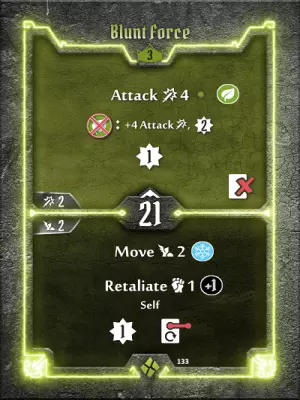 Blunt Force
3
Attack 4
: +4 Attack , 2
1
2
21
2
Move 2
Retaliate 1 +1
Self
1
133